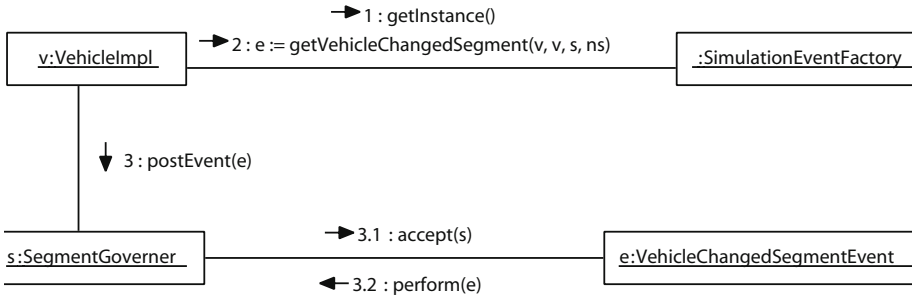 1 : getInstance()
2 : e := getVehicleChangedSegment(v, v, s, ns)
v:VehicleImpl
:SimulationEventFactory
3 : postEvent(e)
3.1 : accept(s)
s:SegmentGoverner
e:VehicleChangedSegmentEvent
3.2 : perform(e)